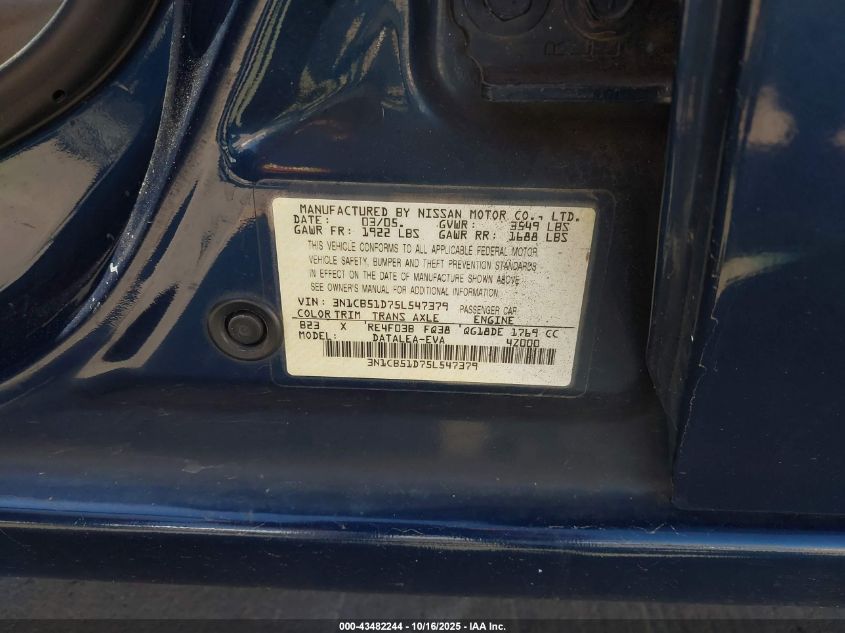 MANUFACTURED BY NISSAN MOTOR CO., LTD.
DATE: 03/05. GVWR: 3549 LBS
GAWR FR: 1922 LBS GAWR RR: 1688 LBS
THIS VEHICLE CONFORMS TO ALL APPLICABLE FEDERAL MOTOR
VEHICLE SAFETY, BUMPER AND THEFT PREVENTION STANDARDS
IN EFFECT ON THE DATE OF MANUFACTURE SHOWN ABOVE.
SEE OWNER'S MANUAL FOR ADDITIONAL INFORMATION.
VIN: 3N1CB51D75L547379 PASSENGER CAR
COLOR TRIM TRANS AXLE ENGINE
B23 X RE4F03B FQ38 QG18DE 1769 CC
MODEL: DATALEA-EVA 4Z000
3N1CB51D75L547379
000-43482244 - 10/16/2025 - IAA Inc.